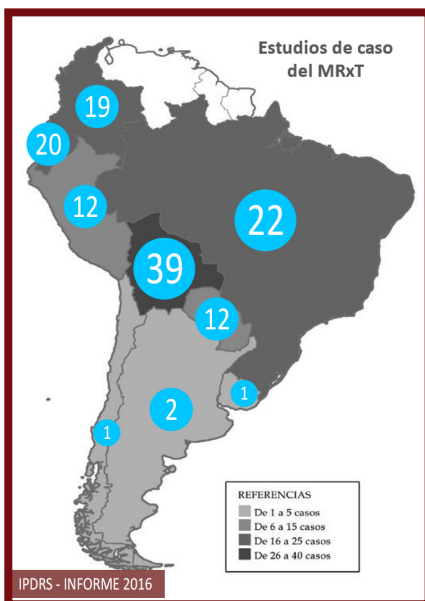 Estudios de caso
del MRxT
19
20
12
22
39
12
1
2
1
REFERENCIAS
De 1 a 5 casos
De 6 a 15 casos
De 16 a 25 casos
De 26 a 40 casos
IPDRS - INFORME 2016